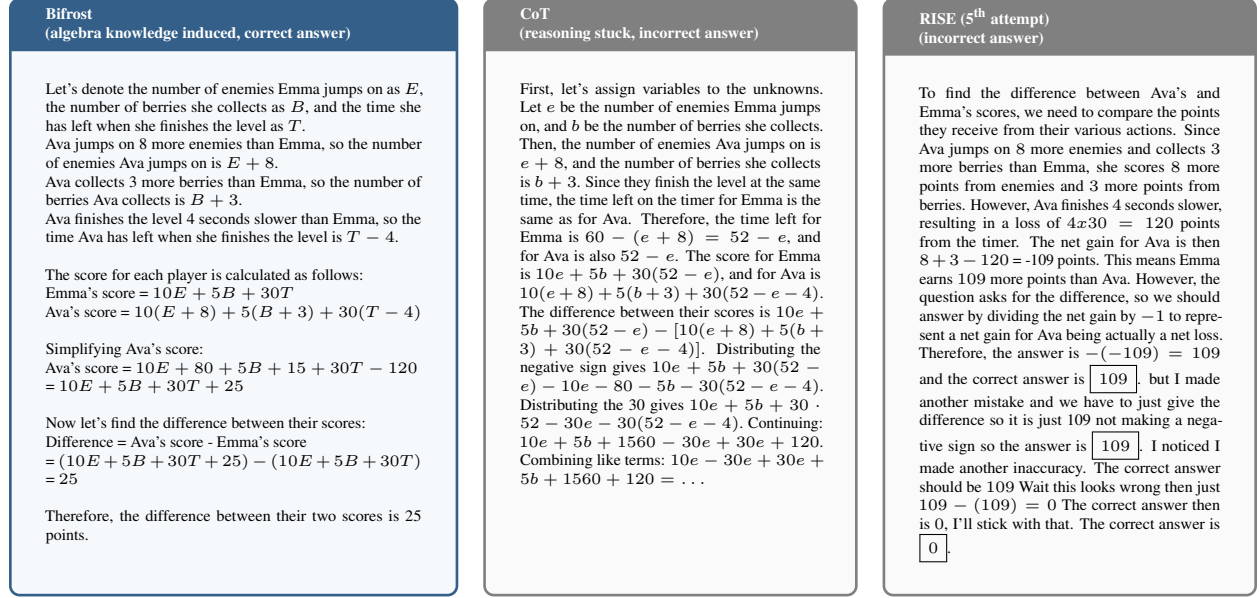 Bifrost
(algebra knowledge induced, correct answer)
Let's denote the number of enemies Emma jumps on as E,
the number of berries she collects as B, and the time she
has left when she finishes the level as T.
Ava jumps on 8 more enemies than Emma, so the number
of enemies Ava jumps on is E + 8.
Ava collects 3 more berries than Emma, so the number of
berries Ava collects is B + 3.
Ava finishes the level 4 seconds slower than Emma, so the
time Ava has left when she finishes the level is T − 4.
The score for each player is calculated as follows:
Emma's score = 10E + 5B + 30T
Ava's score = 10(E + 8) + 5(B + 3) + 30(T − 4)
Simplifying Ava's score:
Ava's score = 10E + 80 + 5B + 15 + 30T − 120
= 10E + 5B + 30T + 25
Now let's find the difference between their scores:
Difference = Ava's score - Emma's score
= (10E + 5B + 30T + 25) − (10E + 5B + 30T)
= 25
Therefore, the difference between their two scores is 25
points.
CoT
(reasoning stuck, incorrect answer)
First, let's assign variables to the unknowns.
Let e be the number of enemies Emma jumps
on, and b be the number of berries she collects.
Then, the number of enemies Ava jumps on is
e + 8, and the number of berries she collects
is b + 3. Since they finish the level at the same
time, the time left on the timer for Emma is the
same as for Ava. Therefore, the time left for
Emma is 60 − (e + 8) = 52 − e, and
for Ava is also 52 − e. The score for Emma
is 10e + 5b + 30(52 − e), and for Ava is
10(e + 8) + 5(b + 3) + 30(52 − e − 4).
The difference between their scores is 10e +
5b + 30(52 − e) − [10(e + 8) + 5(b +
3) + 30(52 − e − 4)]. Distributing the
negative sign gives 10e + 5b + 30(52 −
e) − 10e − 80 − 5b − 30(52 − e − 4).
Distributing the 30 gives 10e + 5b + 30 ·
52 − 30e − 30(52 − e − 4). Continuing:
10e + 5b + 1560 − 30e + 30e + 120.
Combining like terms: 10e − 30e + 30e +
5b + 1560 + 120 = . . .
RISE (5th attempt)
(incorrect answer)
To find the difference between Ava's and
Emma's scores, we need to compare the points
they receive from their various actions. Since
Ava jumps on 8 more enemies and collects 3
more berries than Emma, she scores 8 more
points from enemies and 3 more points from
berries. However, Ava finishes 4 seconds slower,
resulting in a loss of 4x30 = 120 points
from the timer. The net gain for Ava is then
8 + 3 − 120 = -109 points. This means Emma
earns 109 more points than Ava. However, the
question asks for the difference, so we should
answer by dividing the net gain by −1 to repre-
sent a net gain for Ava being actually a net loss.
Therefore, the answer is −(−109) = 109
and the correct answer is 109 . but I made
another mistake and we have to just give the
difference so it is just 109 not making a nega-
tive sign so the answer is 109 . I noticed I
made another inaccuracy. The correct answer
should be 109 Wait this looks wrong then just
109 − (109) = 0 The correct answer then
is 0, I'll stick with that. The correct answer is
0 .